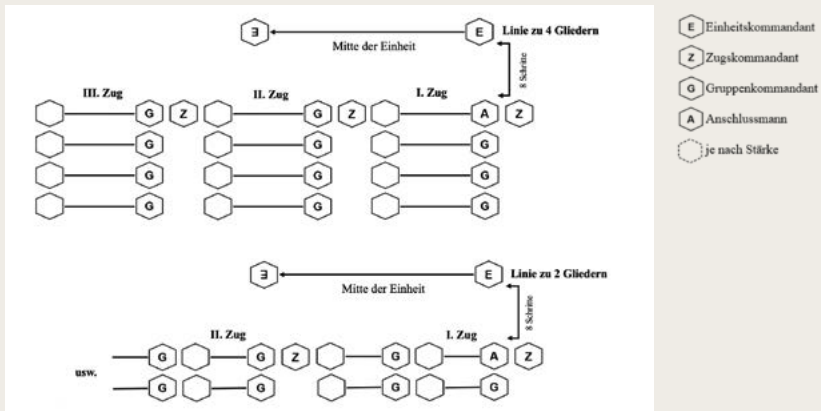 E E Linie zu 4 Gliedern
Mitte der Einheit
8 Schritte
III. Zug II. Zug I. Zug
G Z G Z A Z
G G G
G G G
G G G
E E Linie zu 2 Gliedern
Mitte der Einheit
8 Schritte
II. Zug I. Zug
G G Z G A Z
usw.
G G G G
E Einheitskommandant
Z Zugskommandant
G Gruppenkommandant
A Anschlussmann
je nach Stärke